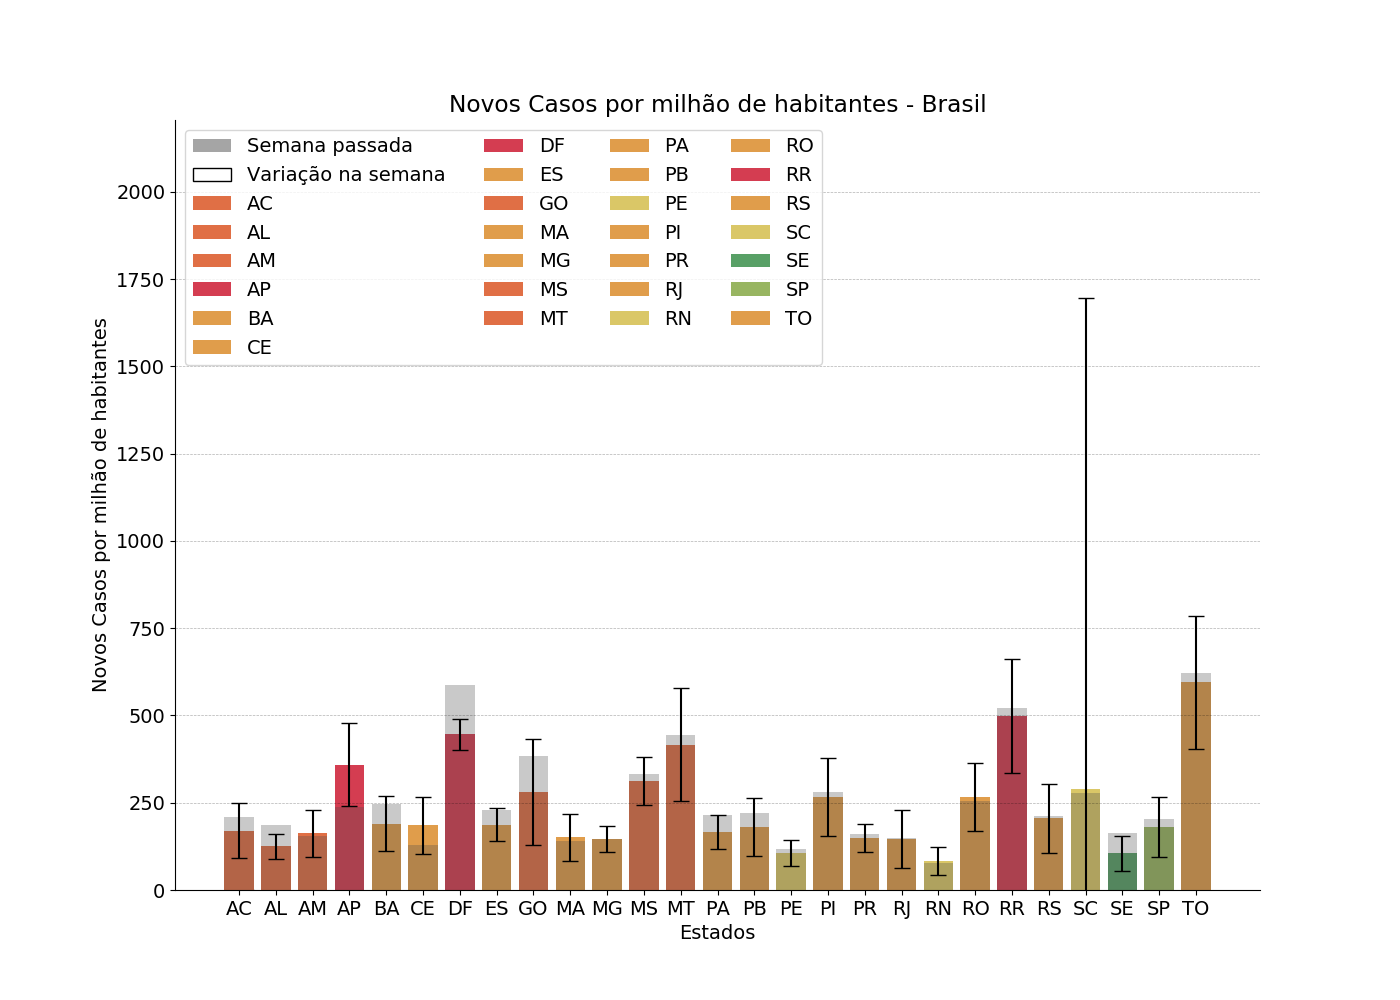 Novos Casos por milhão de habitantes - Brasil
Semana passada
Variação na semana
AC
AL
AM
AP
BA
CE
DF
ES
GO
MA
MG
MS
MT
PA
PB
PE
PI
PR
RJ
RN
RO
RR
RS
SC
SE
SP
TO
Novos Casos por milhão de habitantes
2000
1750
1500
1250
1000
750
500
250
0
AC AL AM AP BA CE DF ES GO MA MG MS MT PA PB PE PI PR RJ RN RO RR RS SC SE SP TO
Estados